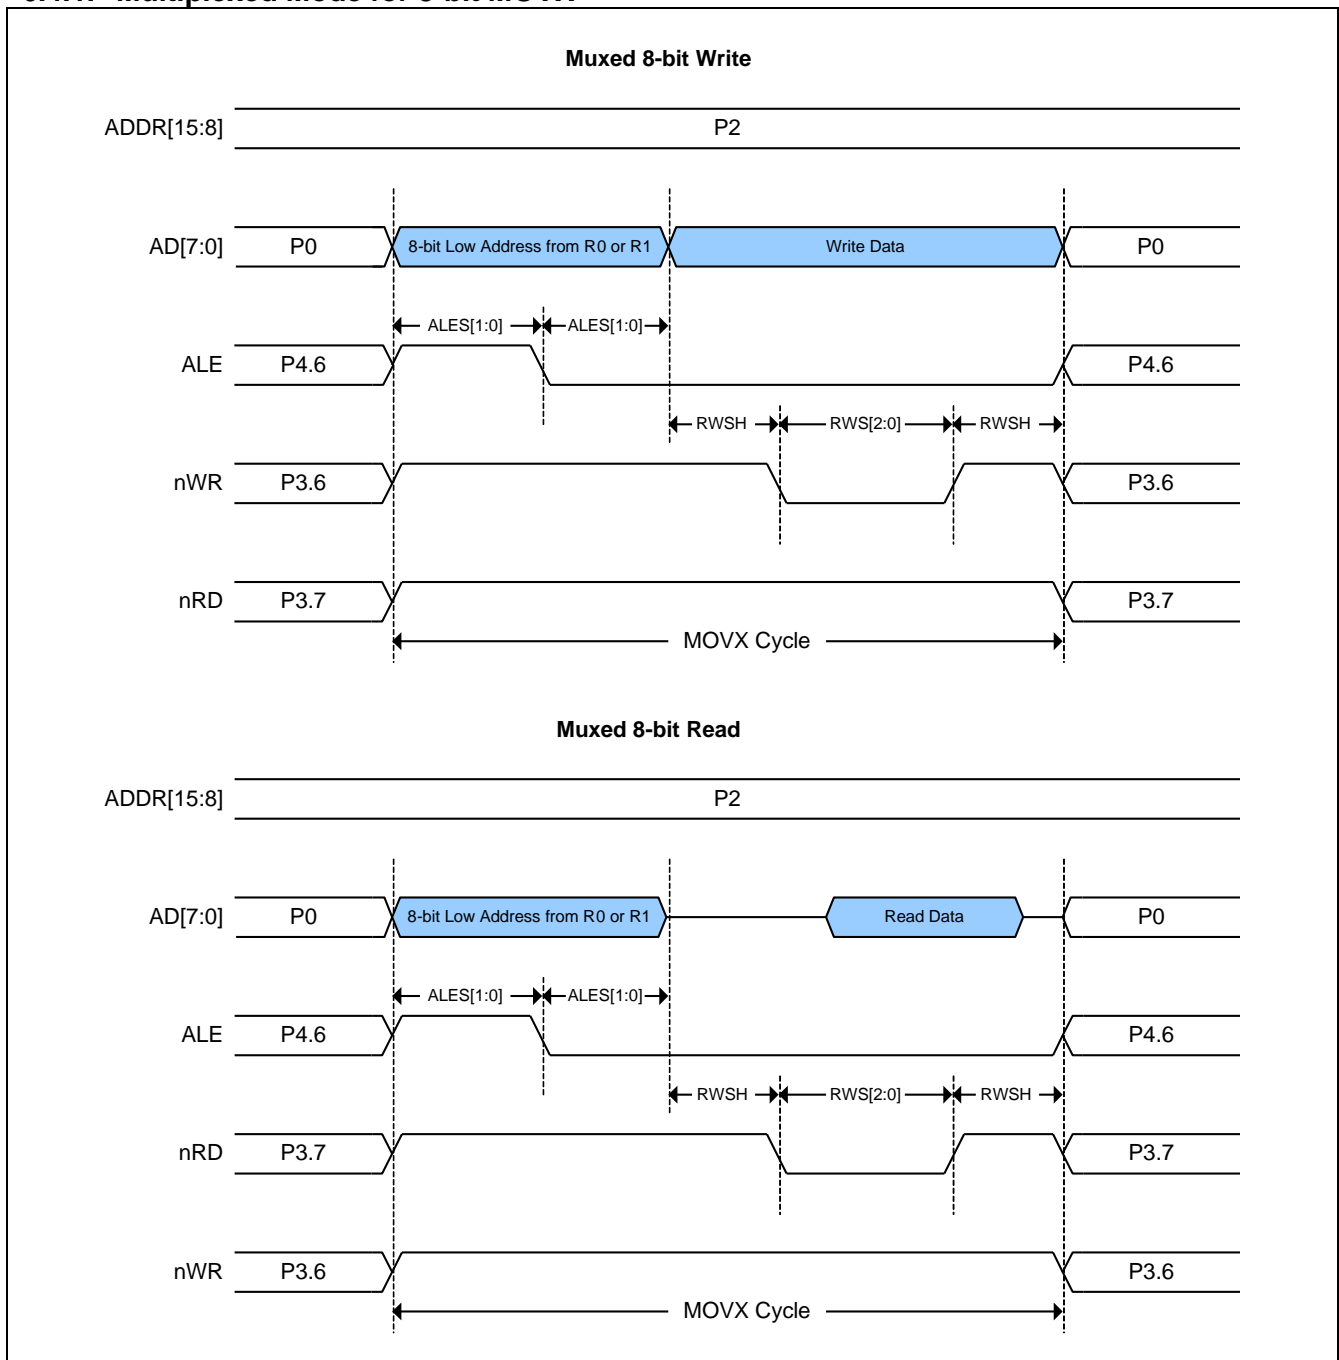 Muxed 8-bit Write
ADDR[15:8] P2
AD[7:0] P0 8-bit Low Address from R0 or R1 Write Data P0
ALES[1:0] ALES[1:0]
ALE P4.6 P4.6
RWSH RWS[2:0] RWSH
nWR P3.6 P3.6
nRD P3.7 P3.7
MOVX Cycle
Muxed 8-bit Read
ADDR[15:8] P2
AD[7:0] P0 8-bit Low Address from R0 or R1 Read Data P0
ALES[1:0] ALES[1:0]
ALE P4.6 P4.6
RWSH RWS[2:0] RWSH
nRD P3.7 P3.7
nWR P3.6 P3.6
MOVX Cycle